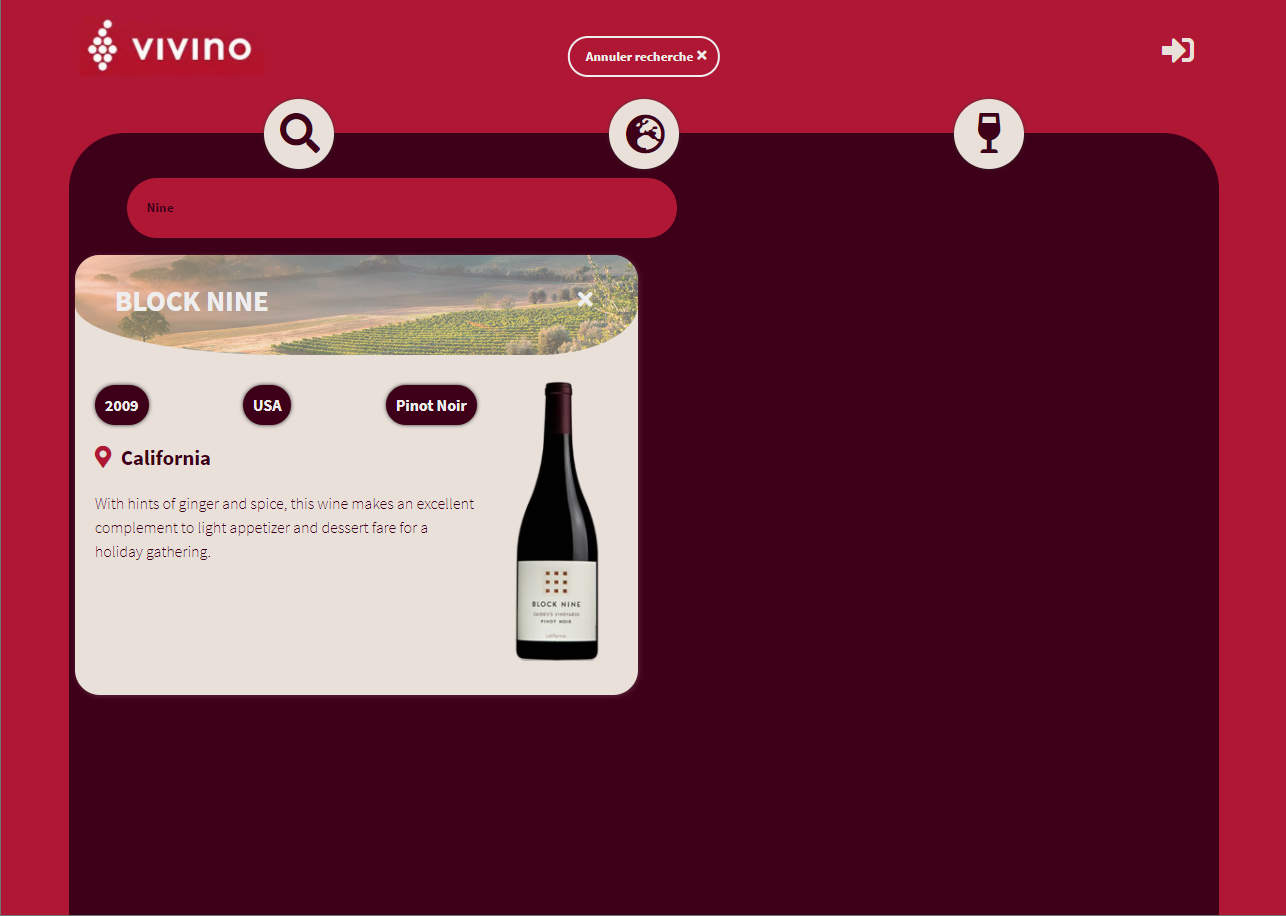 vivino
Annuler recherche ×
Nine
BLOCK NINE
2009
USA
Pinot Noir
California
With hints of ginger and spice, this wine makes an excellent
complement to light appetizer and dessert fare for a
holiday gathering.
BLOCK NINE
PINOT NOIR
california